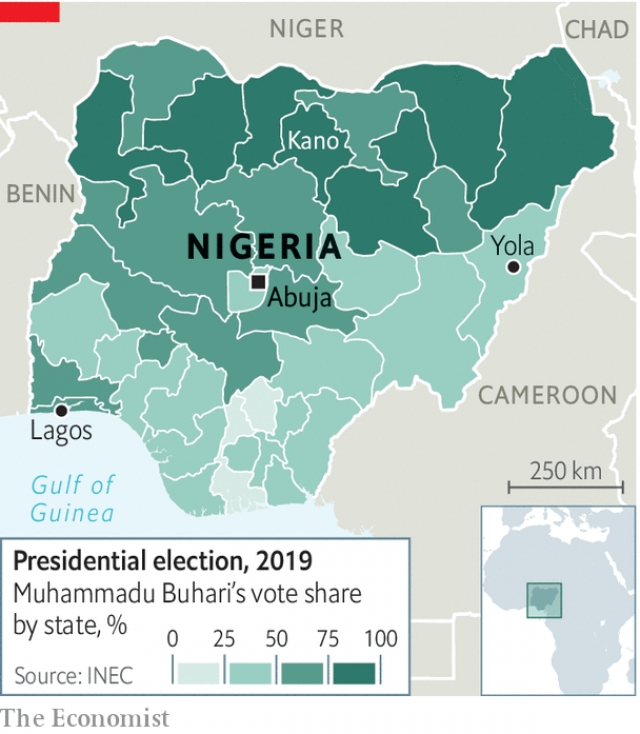 NIGER
CHAD
Kano
BENIN
NIGERIA
Yola
Abuja
CAMEROON
Lagos
250 km
Gulf of
Guinea
Presidential election, 2019
Muhammadu Buhari's vote share
by state, %
0 25 50 75 100
Source: INEC
The Economist